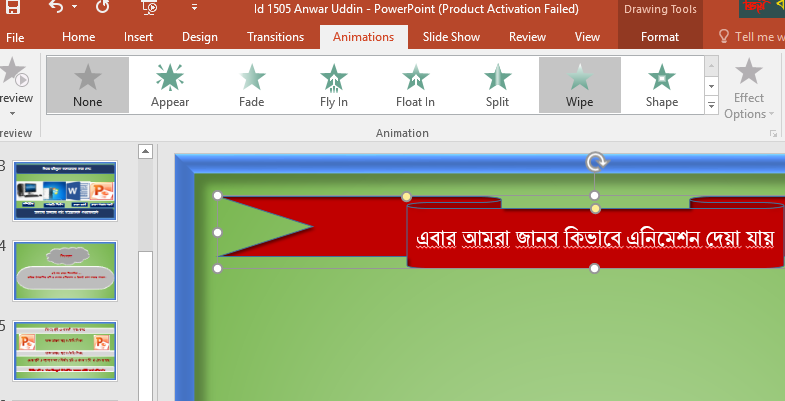 Id 1505 Anwar Uddin - PowerPoint (Product Activation Failed)
Drawing Tools
File Home Insert Design Transitions Animations Slide Show Review View Format Tell me w
None Appear Fade Fly In Float In Split Wipe Shape
review
Effect
Options
review
Animation
3
4
5
এবার আমরা জানব কিভাবে এনিমেশন দেয়া যায়